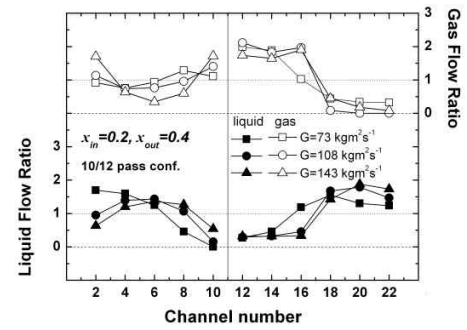 3
2
1
0
Gas Flow Ratio
x_in=0.2, x_out=0.4
10/12 pass conf.
liquid gas
G=73 kgm²s⁻¹
G=108 kgm²s⁻¹
G=143 kgm²s⁻¹
3
2
1
0
Liquid Flow Ratio
2 4 6 8 10 12 14 16 18 20 22
Channel number